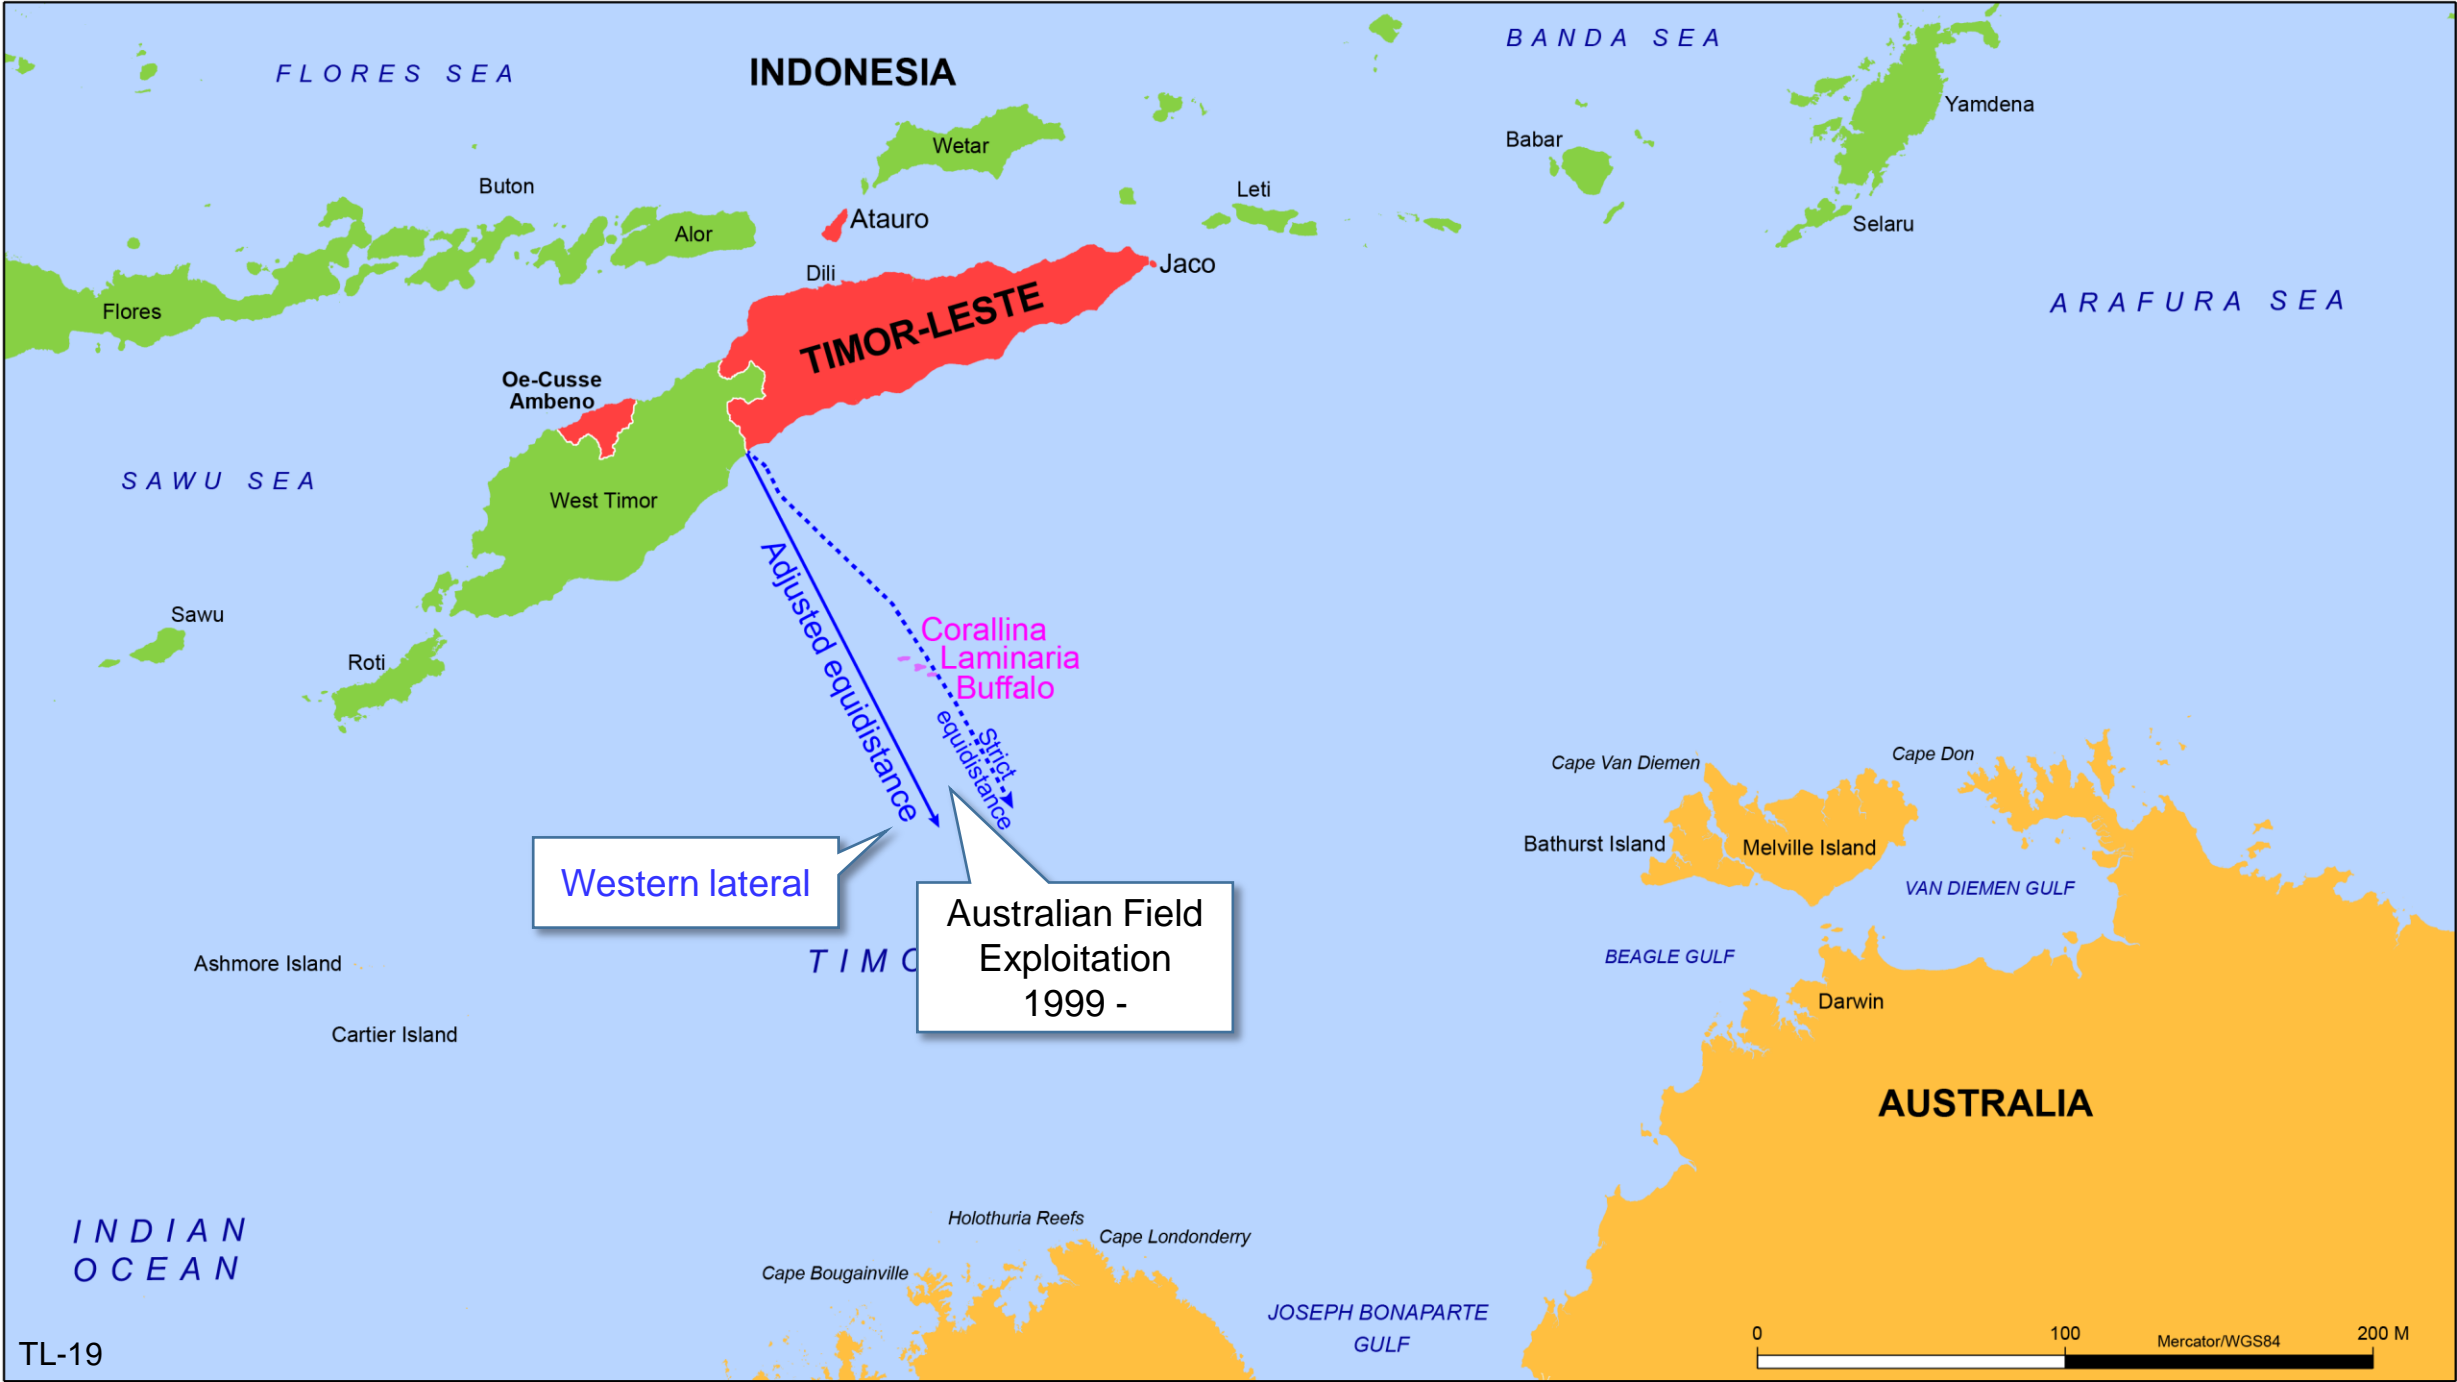 BANDA SEA
FLORES SEA
INDONESIA
Yamdena
Babar
Wetar
Buton
Leti
Atauro
Selaru
Alor
Jaco
Dili
ARAFURA SEA
Flores
TIMOR-LESTE
Oe-Cusse
Ambeno
SAWU SEA
West Timor
Adjusted equidistance
Sawu
Corallina
Laminaria
Buffalo
Roti
Strict
equidistance
Cape Van Diemen
Cape Don
Bathurst Island
Melville Island
Western lateral
VAN DIEMEN GULF
Australian Field
Exploitation
1999 -
TIMO
Ashmore Island
BEAGLE GULF
Darwin
Cartier Island
AUSTRALIA
INDIAN
OCEAN
Holothuria Reefs
Cape Londonderry
Cape Bougainville
JOSEPH BONAPARTE
GULF
0 100 200 M
Mercator/WGS84
TL-19